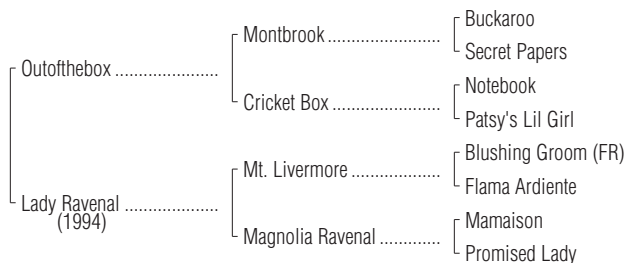 Buckaroo
Montbrook .......................
Secret Papers
Outofthebox ......................
Notebook
Cricket Box .......................
Patsy's Lil Girl
Blushing Groom (FR)
Mt. Livermore ...................
Flama Ardiente
Lady Ravenal ....................
(1994)
Mamaison
Magnolia Ravenal .............
Promised Lady